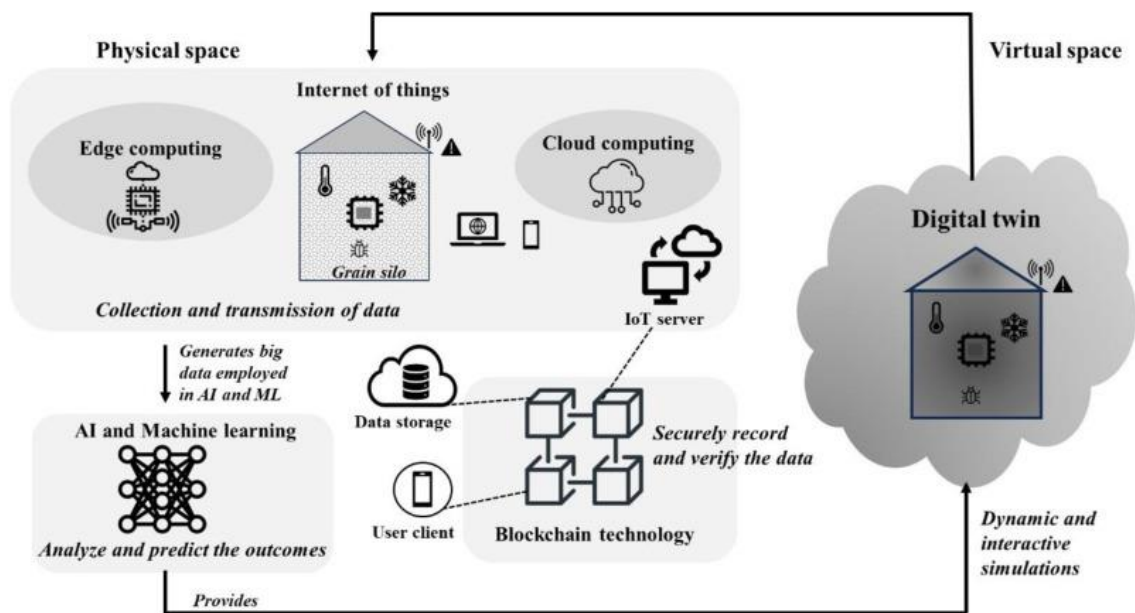 Physical space
Virtual space
Internet of things
Edge computing
Cloud computing
Grain silo
Collection and transmission of data
IoT server
Digital twin
Generates big
data employed
in AI and ML
Data storage
AI and Machine learning
Securely record
and verify the data
User client
Blockchain technology
Analyze and predict the outcomes
Dynamic and
interactive
simulations
Provides